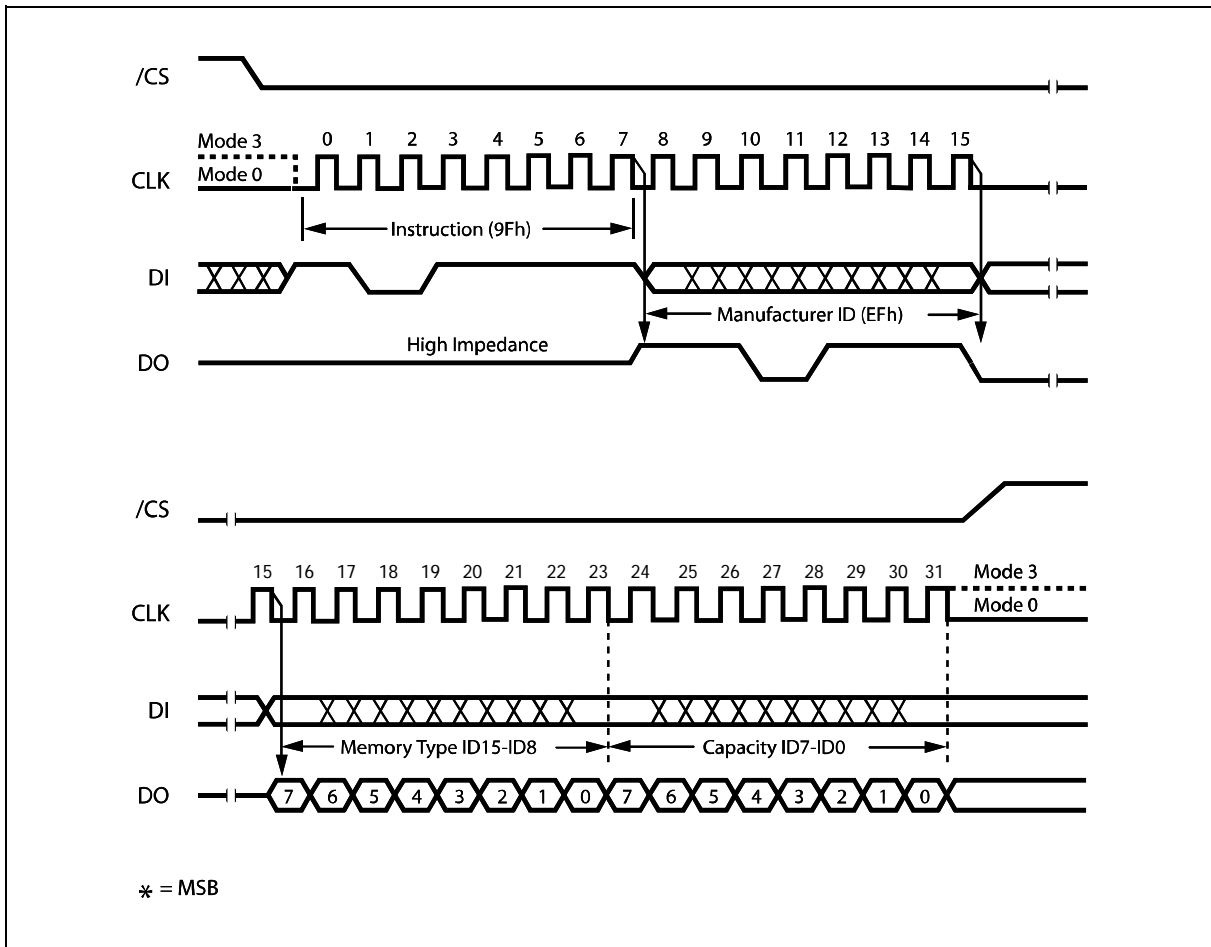 /CS
Mode 3
0 1 2 3 4 5 6 7 8 9 10 11 12 13 14 15
Mode 0
CLK
Instruction (9Fh)
DI
Manufacturer ID (EFh)
High Impedance
DO
/CS
15 16 17 18 19 20 21 22 23 24 25 26 27 28 29 30 31
Mode 3
Mode 0
CLK
DI
Memory Type ID15-ID8
Capacity ID7-ID0
DO
7 6 5 4 3 2 1 0 7 6 5 4 3 2 1 0
* = MSB